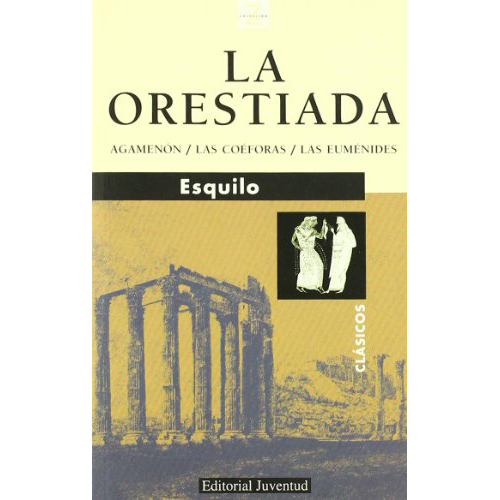 LA
ORESTIADA
AGAMENÓN / LAS COÉFORAS / LAS EUMÉNIDES
Esquilo
CLÁSICOS
Editorial Juventud